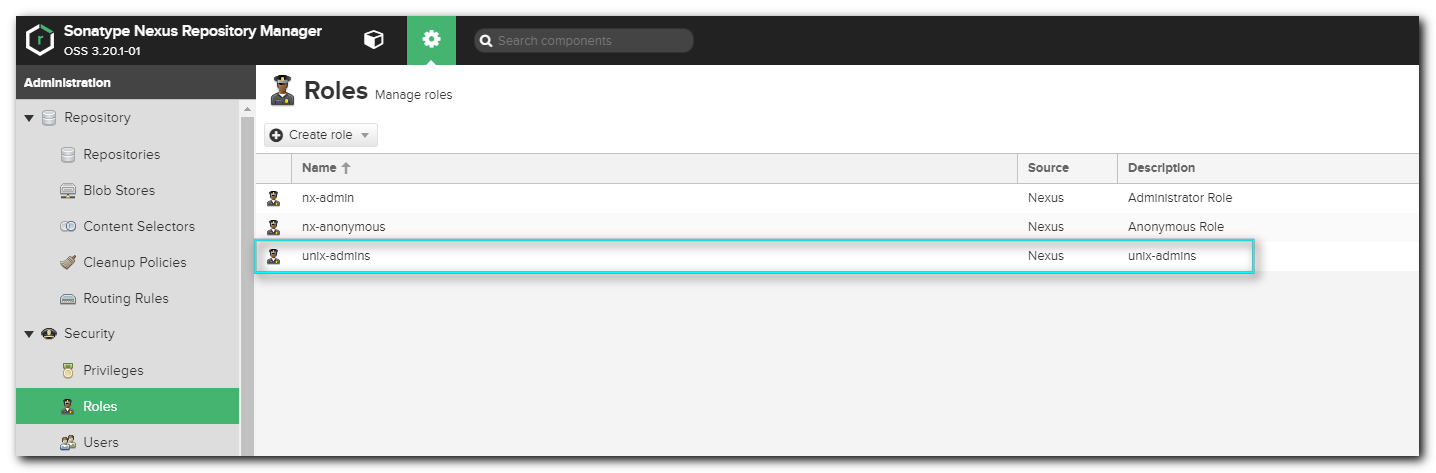 Sonatype Nexus Repository Manager
OSS 3.20.1-01
Search components
Administration
Repository
Repositories
Blob Stores
Content Selectors
Cleanup Policies
Routing Rules
Security
Privileges
Roles
Users
Roles Manage roles
Create role
Name Source Description
nx-admin Nexus Administrator Role
nx-anonymous Nexus Anonymous Role
unix-admins Nexus unix-admins